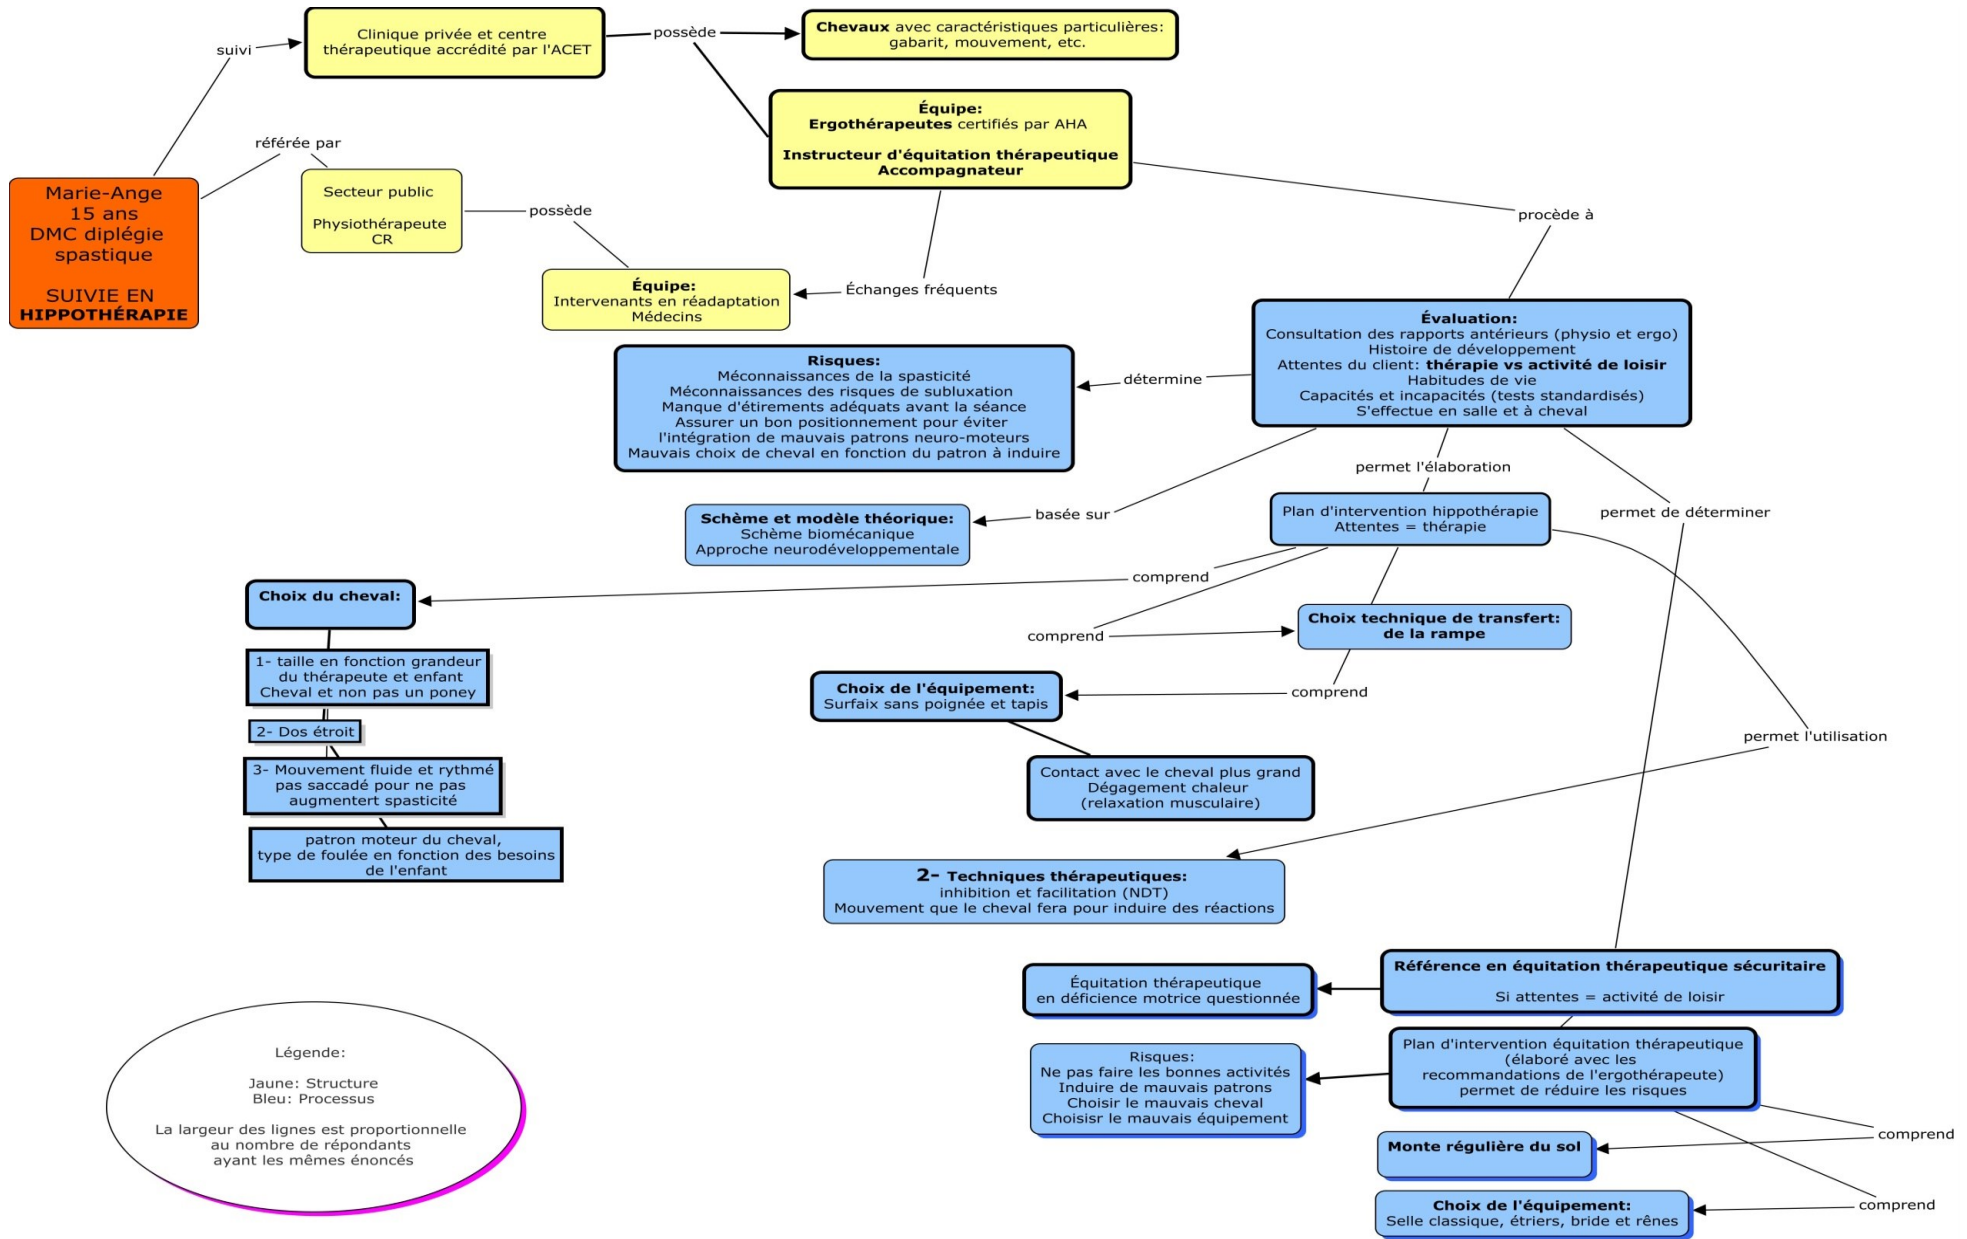 suivi
Clinique privée et centre
thérapeutique accrédité par l'ACET
possède
Chevaux avec caractéristiques particulières:
gabarit, mouvement, etc.
Équipe:
Ergothérapeutes certifiés par AHA
Instructeur d'équitation thérapeutique
Accompagnateur
référée par
Marie-Ange
15 ans
DMC diplégie
spastique
SUIVIE EN
HIPPOTHÉRAPIE
Secteur public
Physiothérapeute
CR
possède
procède à
Équipe:
Intervenants en réadaptation
Médecins
Échanges fréquents
Évaluation:
Consultation des rapports antérieurs (physio et ergo)
Histoire de développement
Attentes du client: thérapie vs activité de loisir
Habitudes de vie
Capacités et incapacités (tests standardisés)
S'effectue en salle et à cheval
détermine
Risques:
Méconnaissances de la spasticité
Méconnaissances des risques de subluxation
Manque d'étirements adéquats avant la séance
Assurer un bon positionnement pour éviter
l'intégration de mauvais patrons neuro-moteurs
Mauvais choix de cheval en fonction du patron à induire
permet l'élaboration
basée sur
Schème et modèle théorique:
Schème biomécanique
Approche neurodéveloppementale
Plan d'intervention hippothérapie
Attentes = thérapie
permet de déterminer
comprend
Choix du cheval:
comprend
Choix technique de transfert:
de la rampe
1- taille en fonction grandeur
du thérapeute et enfant
Cheval et non pas un poney
2- Dos étroit
3- Mouvement fluide et rythmé
pas saccadé pour ne pas
augmentert spasticité
patron moteur du cheval,
type de foulée en fonction des besoins
de l'enfant
comprend
Choix de l'équipement:
Surfaix sans poignée et tapis
Contact avec le cheval plus grand
Dégagement chaleur
(relaxation musculaire)
permet l'utilisation
2- Techniques thérapeutiques:
inhibition et facilitation (NDT)
Mouvement que le cheval fera pour induire des réactions
Référence en équitation thérapeutique sécuritaire
Si attentes = activité de loisir
Équitation thérapeutique
en déficience motrice questionnée
Plan d'intervention équitation thérapeutique
(élaboré avec les
recommandations de l'ergothérapeute)
permet de réduire les risques
Risques:
Ne pas faire les bonnes activités
Induire de mauvais patrons
Choisir le mauvais cheval
Choisisr le mauvais équipement
comprend
Monte régulière du sol
comprend
Choix de l'équipement:
Selle classique, étriers, bride et rênes
Légende:
Jaune: Structure
Bleu: Processus
La largeur des lignes est proportionnelle
au nombre de répondants
ayant les mêmes énoncés